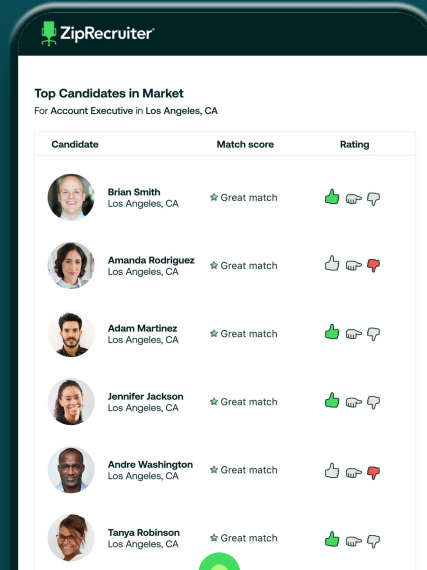 ZipRecruiter®
Top Candidates in Market
For Account Executive in Los Angeles, CA
Candidate Match score Rating
Brian Smith
Los Angeles, CA
Great match
Amanda Rodriguez
Los Angeles, CA
Great match
Adam Martinez
Los Angeles, CA
Great match
Jennifer Jackson
Los Angeles, CA
Great match
Andre Washington
Los Angeles, CA
Great match
Tanya Robinson
Los Angeles, CA
Great match